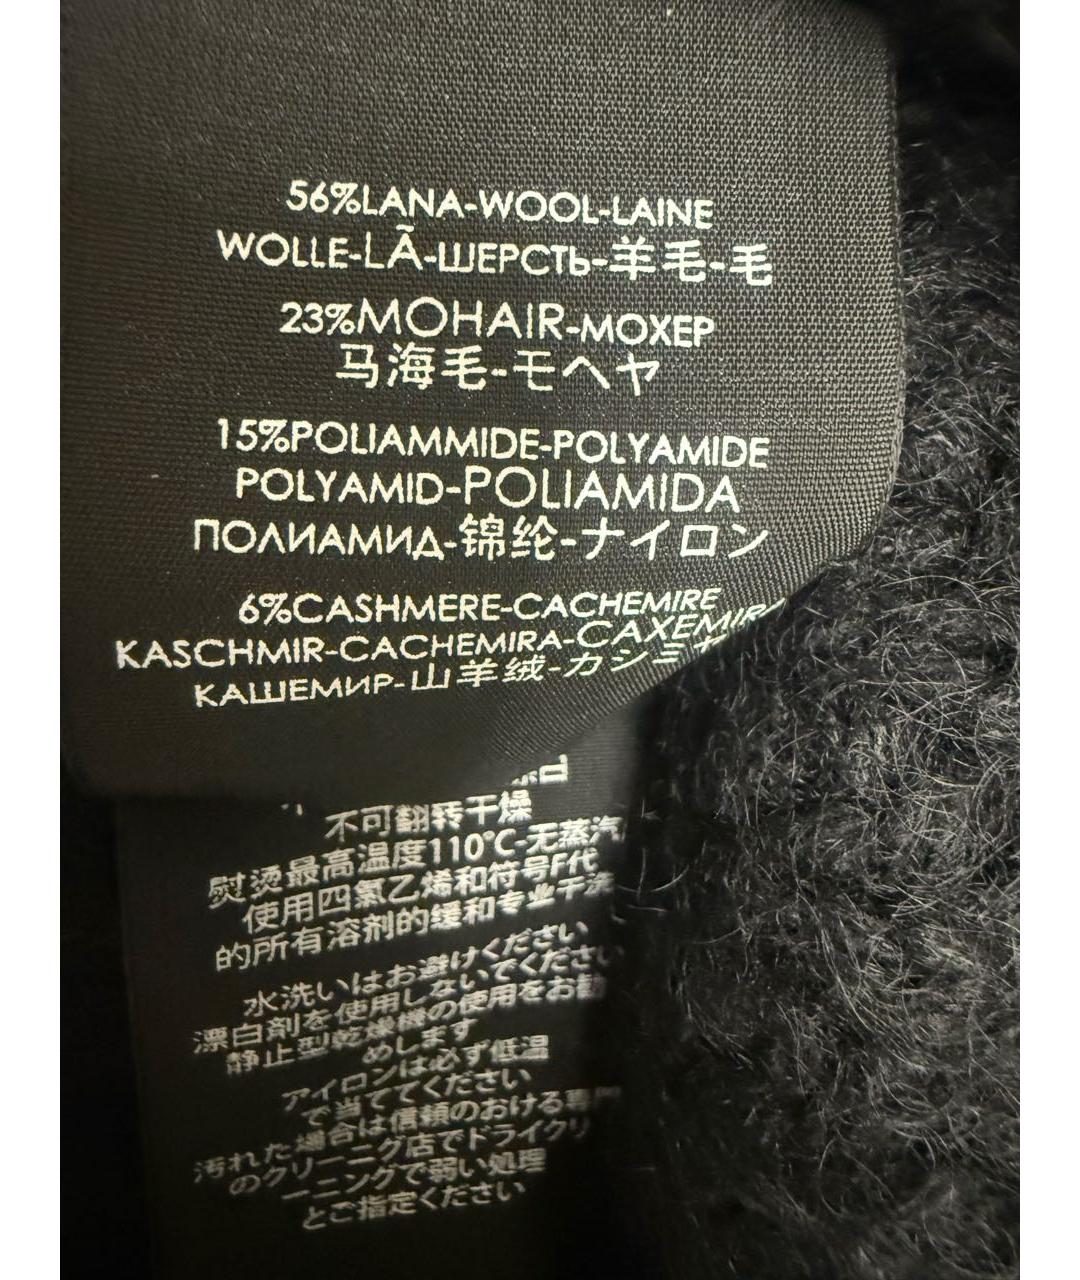 56%LANA-WOOL-LAINE
WOLLE-LÃ-ШЕРСТЬ-羊毛-毛
23%MOHAIR-МОХЕР
马海毛-モヘヤ
15%POLIAMMIDE-POLYAMIDE
POLYAMID-POLIAMIDA
ПОЛИАМИД-锦纶-ナイロン
6%CASHMERE-CACHEMIRE
KASCHMIR-CACHEMIRA-CAXEMIRA
КАШЕМИР-山羊绒-カシミヤ
不可翻转干燥
熨烫最高温度110°C-无蒸汽
使用四氯乙烯和符号F代
的所有溶剂的缓和专业干洗
水洗いはお避けください
漂白剤を使用しないでください
静止型乾燥機の使用をお勧
めします
アイロンは必ず低温
で当ててください
汚れた場合は信頼のおける専門
のクリーニング店でドライクリ
ーニングで弱い処理
とご指定ください